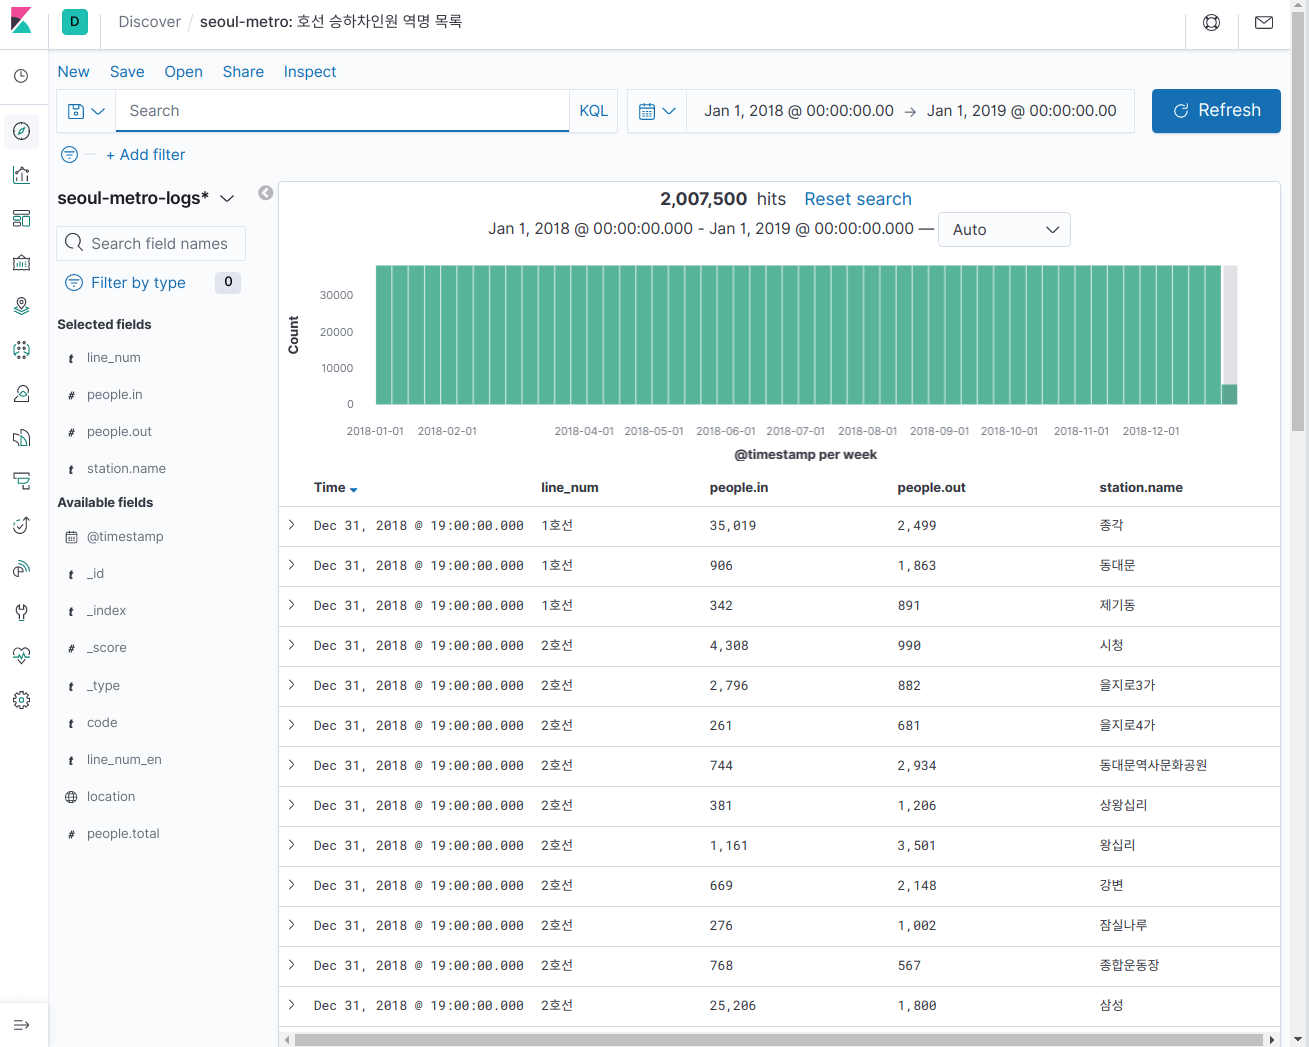 D Discover / seoul-metro: 호선 승하차인원 역명 목록
New Save Open Share Inspect
Search KQL Jan 1, 2018 @ 00:00:00.00 → Jan 1, 2019 @ 00:00:00.00 Refresh
+ Add filter
seoul-metro-logs*
Search field names
Filter by type 0
Selected fields
t line_num
# people.in
# people.out
t station.name
Available fields
@timestamp
t _id
t _index
# _score
t _type
t code
t line_num_en
location
# people.total
2,007,500 hits Reset search
Jan 1, 2018 @ 00:00:00.000 - Jan 1, 2019 @ 00:00:00.000 — Auto
Count
30000
20000
10000
0
2018-01-01 2018-02-01 2018-04-01 2018-05-01 2018-06-01 2018-07-01 2018-08-01 2018-09-01 2018-10-01 2018-11-01 2018-12-01
@timestamp per week
Time line_num people.in people.out station.name
Dec 31, 2018 @ 19:00:00.000 1호선 35,019 2,499 종각
Dec 31, 2018 @ 19:00:00.000 1호선 906 1,863 동대문
Dec 31, 2018 @ 19:00:00.000 1호선 342 891 제기동
Dec 31, 2018 @ 19:00:00.000 2호선 4,308 990 시청
Dec 31, 2018 @ 19:00:00.000 2호선 2,796 882 을지로3가
Dec 31, 2018 @ 19:00:00.000 2호선 261 681 을지로4가
Dec 31, 2018 @ 19:00:00.000 2호선 744 2,934 동대문역사문화공원
Dec 31, 2018 @ 19:00:00.000 2호선 381 1,206 상왕십리
Dec 31, 2018 @ 19:00:00.000 2호선 1,161 3,501 왕십리
Dec 31, 2018 @ 19:00:00.000 2호선 669 2,148 강변
Dec 31, 2018 @ 19:00:00.000 2호선 276 1,002 잠실나루
Dec 31, 2018 @ 19:00:00.000 2호선 768 567 종합운동장
Dec 31, 2018 @ 19:00:00.000 2호선 25,206 1,800 삼성